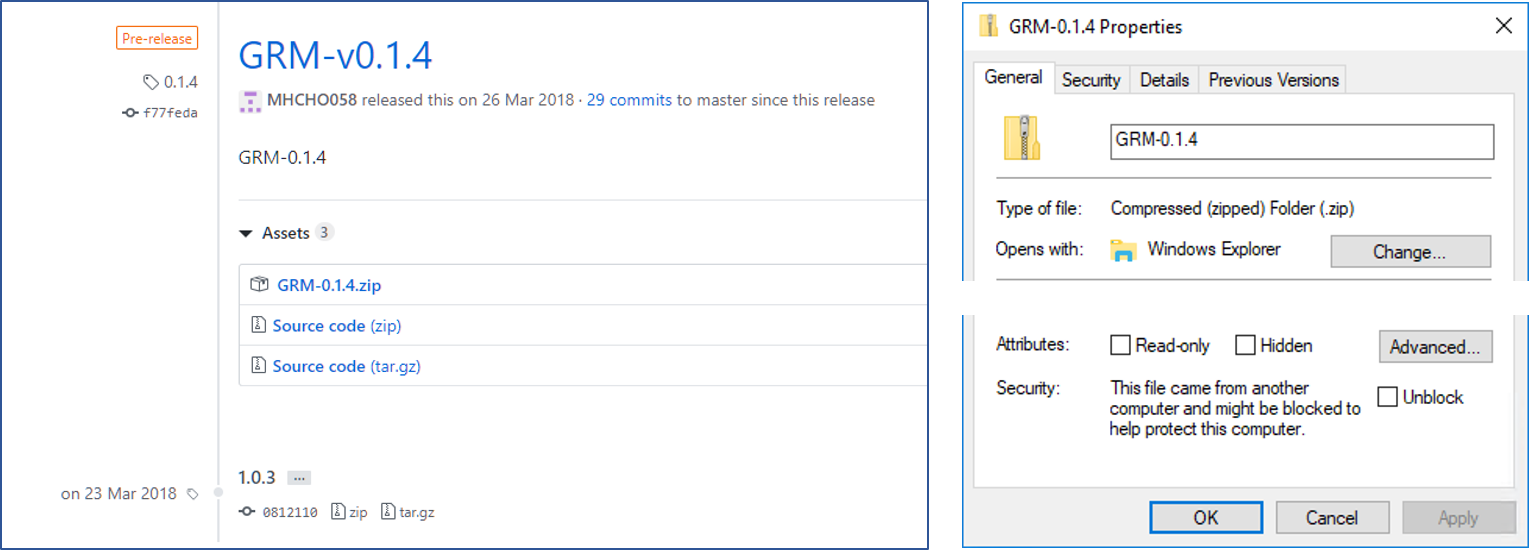 Pre-release
0.1.4
f77feda
GRM-v0.1.4
MHCHO058 released this on 26 Mar 2018 · 29 commits to master since this release
GRM-0.1.4
Assets 3
GRM-0.1.4.zip
Source code (zip)
Source code (tar.gz)
on 23 Mar 2018
1.0.3 ...
0812110 zip tar.gz
GRM-0.1.4 Properties
General Security Details Previous Versions
GRM-0.1.4
Type of file: Compressed (zipped) Folder (.zip)
Opens with: Windows Explorer Change...
Attributes: Read-only Hidden Advanced...
Security: This file came from another
computer and might be blocked to
help protect this computer.
Unblock
OK Cancel Apply